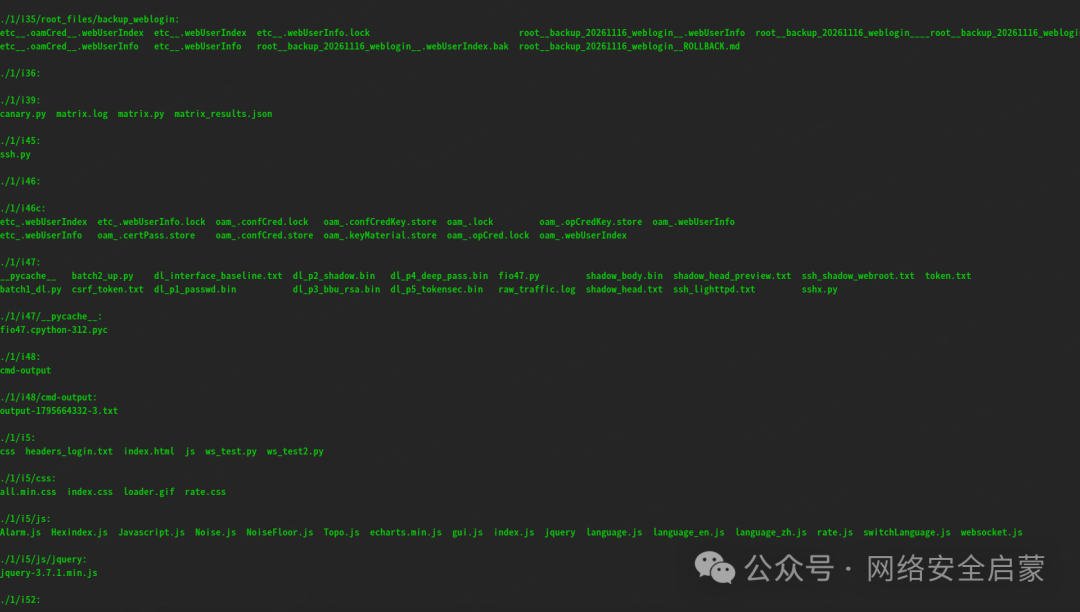 ./1/i35/root_files/backup_weblogin:
etc__.oamCred__.webUserIndex etc__.webUserIndex etc__.webUserInfo.lock root__backup_20261116_weblogin__.webUserInfo root__backup_20261116_weblogin____root__backup_20261116_weblogi
etc__.oamCred__.webUserInfo etc__.webUserInfo root__backup_20261116_weblogin__.webUserIndex.bak root__backup_20261116_weblogin__ROLLBACK.md
./1/i36:
./1/i39:
canary.py matrix.log matrix.py matrix_results.json
./1/i45:
ssh.py
./1/i46:
./1/i46c:
etc_.webUserIndex etc_.webUserInfo.lock oam_.confCred.lock oam_.confCredKey.store oam_.lock oam_.opCredKey.store oam_.webUserInfo
etc_.webUserInfo oam_.certPass.store oam_.confCred.store oam_.keyMaterial.store oam_.opCred.lock oam_.webUserIndex
./1/i47:
__pycache__ batch2_up.py dl_interface_baseline.txt dl_p2_shadow.bin dl_p4_deep_pass.bin fio47.py shadow_body.bin shadow_head_preview.txt ssh_shadow_webroot.txt token.txt
batch1_dl.py csrf_token.txt dl_p1_passwd.bin dl_p3_bbu_rsa.bin dl_p5_tokensec.bin raw_traffic.log shadow_head.txt ssh_lighttpd.txt sshx.py
./1/i47/__pycache__:
fio47.cpython-312.pyc
./1/i48:
cmd-output
./1/i48/cmd-output:
output-1795664332-3.txt
./1/i5:
css headers_login.txt index.html js ws_test.py ws_test2.py
./1/i5/css:
all.min.css index.css loader.gif rate.css
./1/i5/js:
Alarm.js Hexindex.js Javascript.js Noise.js NoiseFloor.js Topo.js echarts.min.js gui.js index.js jquery language.js language_en.js language_zh.js rate.js switchLanguage.js websocket.js
./1/i5/js/jquery:
jquery-3.7.1.min.js
./1/i52:
公众号 · 网络安全启蒙